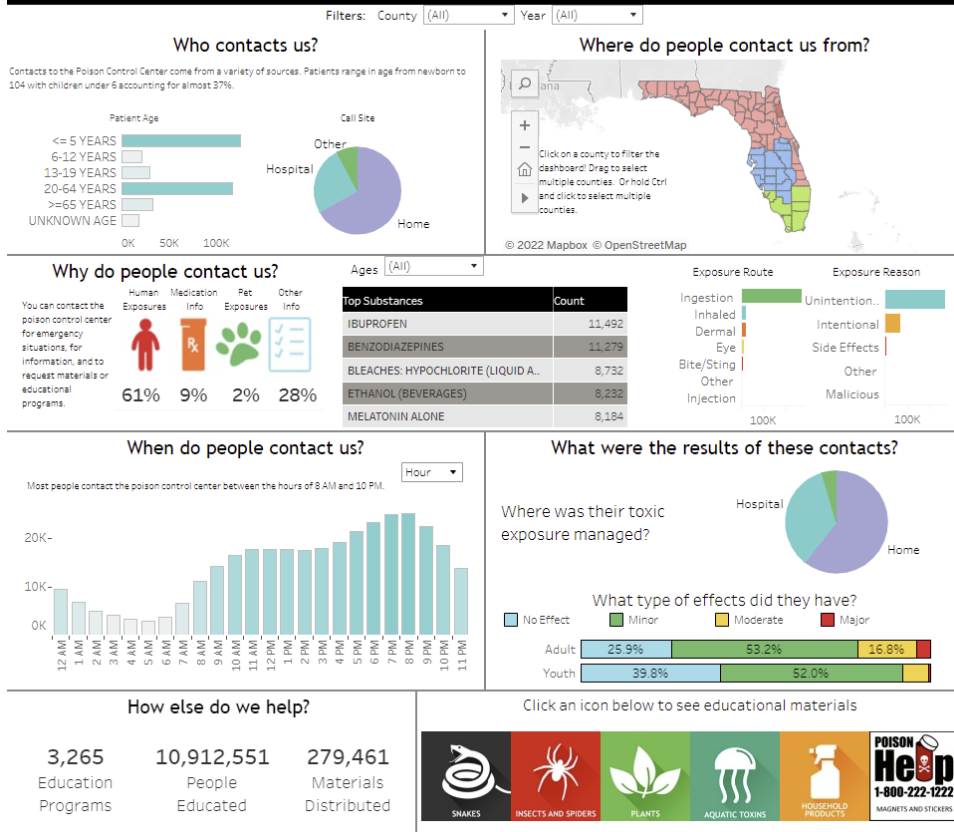 Filters: County (All) Year (All)
Who contacts us?
Contacts to the Poison Control Center come from a variety of sources. Patients range in age from newborn to
104 with children under 6 accounting for almost 37%.
Patient Age
<= 5 YEARS
6-12 YEARS
13-19 YEARS
20-64 YEARS
>=65 YEARS
UNKNOWN AGE
0K 50K 100K
Call Site
Other
Hospital
Home
Where do people contact us from?
ana
+
−
Click on a county to filter the
dashboard! Drag to select
multiple counties. Or hold Ctrl
and click to select multiple
counties.
© 2022 Mapbox © OpenStreetMap
Why do people contact us?
You can contact the
poison control center
for emergency
situations, for
information, and to
request materials or
educational
programs.
Human Exposures
Medication Info
Pet Exposures
Other Info
Rx
61% 9% 2% 28%
Ages (All)
Top Substances Count
IBUPROFEN 11,492
BENZODIAZEPINES 11,279
BLEACHES: HYPOCHLORITE (LIQUID A.. 8,732
ETHANOL (BEVERAGES) 8,232
MELATONIN ALONE 8,184
Exposure Route
Ingestion
Inhaled
Dermal
Eye
Bite/Sting
Other
Injection
100K
Exposure Reason
Unintention..
Intentional
Side Effects
Other
Malicious
100K
When do people contact us?
Hour
Most people contact the poison control center between the hours of 8 AM and 10 PM.
20K-
10K-
0K
12 AM
1 AM
2 AM
3 AM
4 AM
5 AM
6 AM
7 AM
8 AM
9 AM
10 AM
11 AM
12 PM
1 PM
2 PM
3 PM
4 PM
5 PM
6 PM
7 PM
8 PM
9 PM
10 PM
11 PM
What were the results of these contacts?
Where was their toxic
exposure managed?
Hospital
Home
What type of effects did they have?
No Effect Minor Moderate Major
Adult 25.9% 53.2% 16.8%
Youth 39.8% 52.0%
How else do we help?
3,265
Education
Programs
10,912,551
People
Educated
279,461
Materials
Distributed
Click an icon below to see educational materials
SNAKES
INSECTS AND SPIDERS
PLANTS
AQUATIC TOXINS
HOUSEHOLD
PRODUCTS
POISON
Help
1-800-222-1222
MAGNETS AND STICKERS